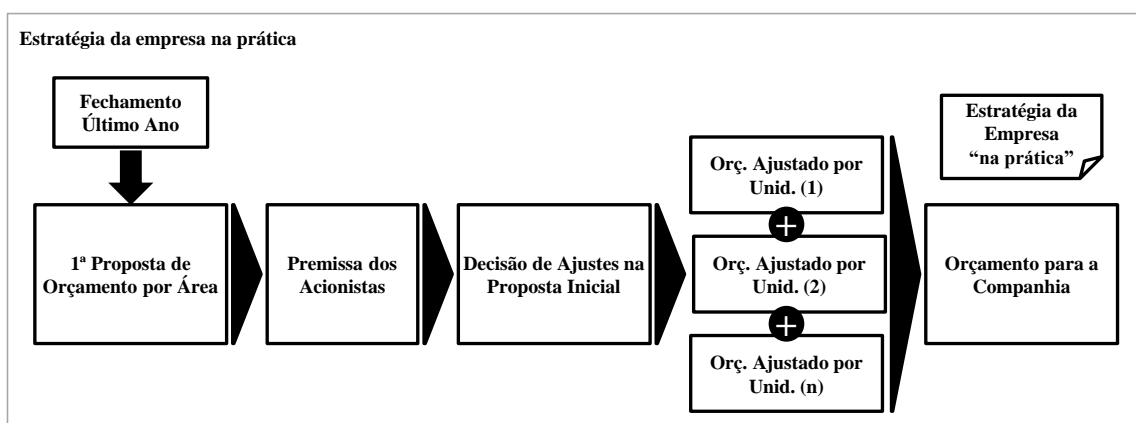 Estratégia da empresa na prática
Fechamento
Último Ano
1ª Proposta de
Orçamento por Área
Premissa dos
Acionistas
Decisão de Ajustes na
Proposta Inicial
Orç. Ajustado por
Unid. (1)
+
Orç. Ajustado por
Unid. (2)
+
Orç. Ajustado por
Unid. (n)
Estratégia da
Empresa
“na prática”
Orçamento para a
Companhia